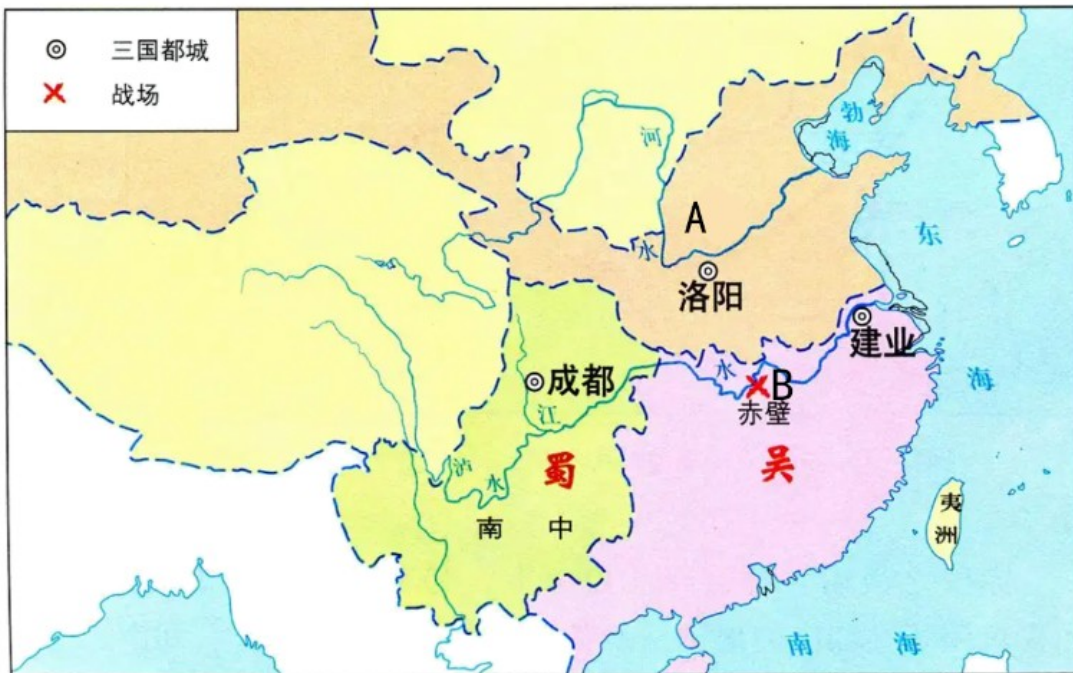 三国都城
战场
勃
海
河
A
水
东
洛阳
建业
水
海
成都
B
赤壁
江
蜀
吴
泸
水
夷
洲
南 中
南 海